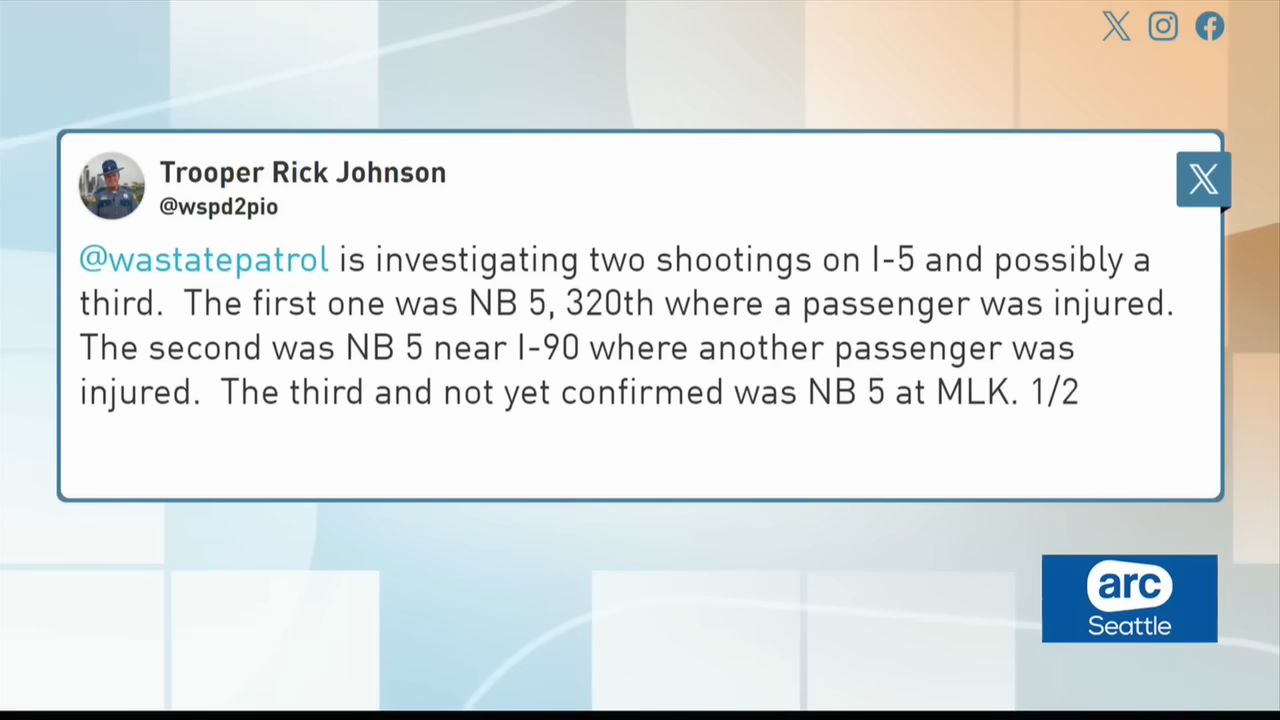 Trooper Rick Johnson
@wspd2pio
@wastatepatrol is investigating two shootings on I-5 and possibly a
third.  The first one was NB 5, 320th where a passenger was injured.
The second was NB 5 near I-90 where another passenger was
injured.  The third and not yet confirmed was NB 5 at MLK. 1/2
arc
Seattle